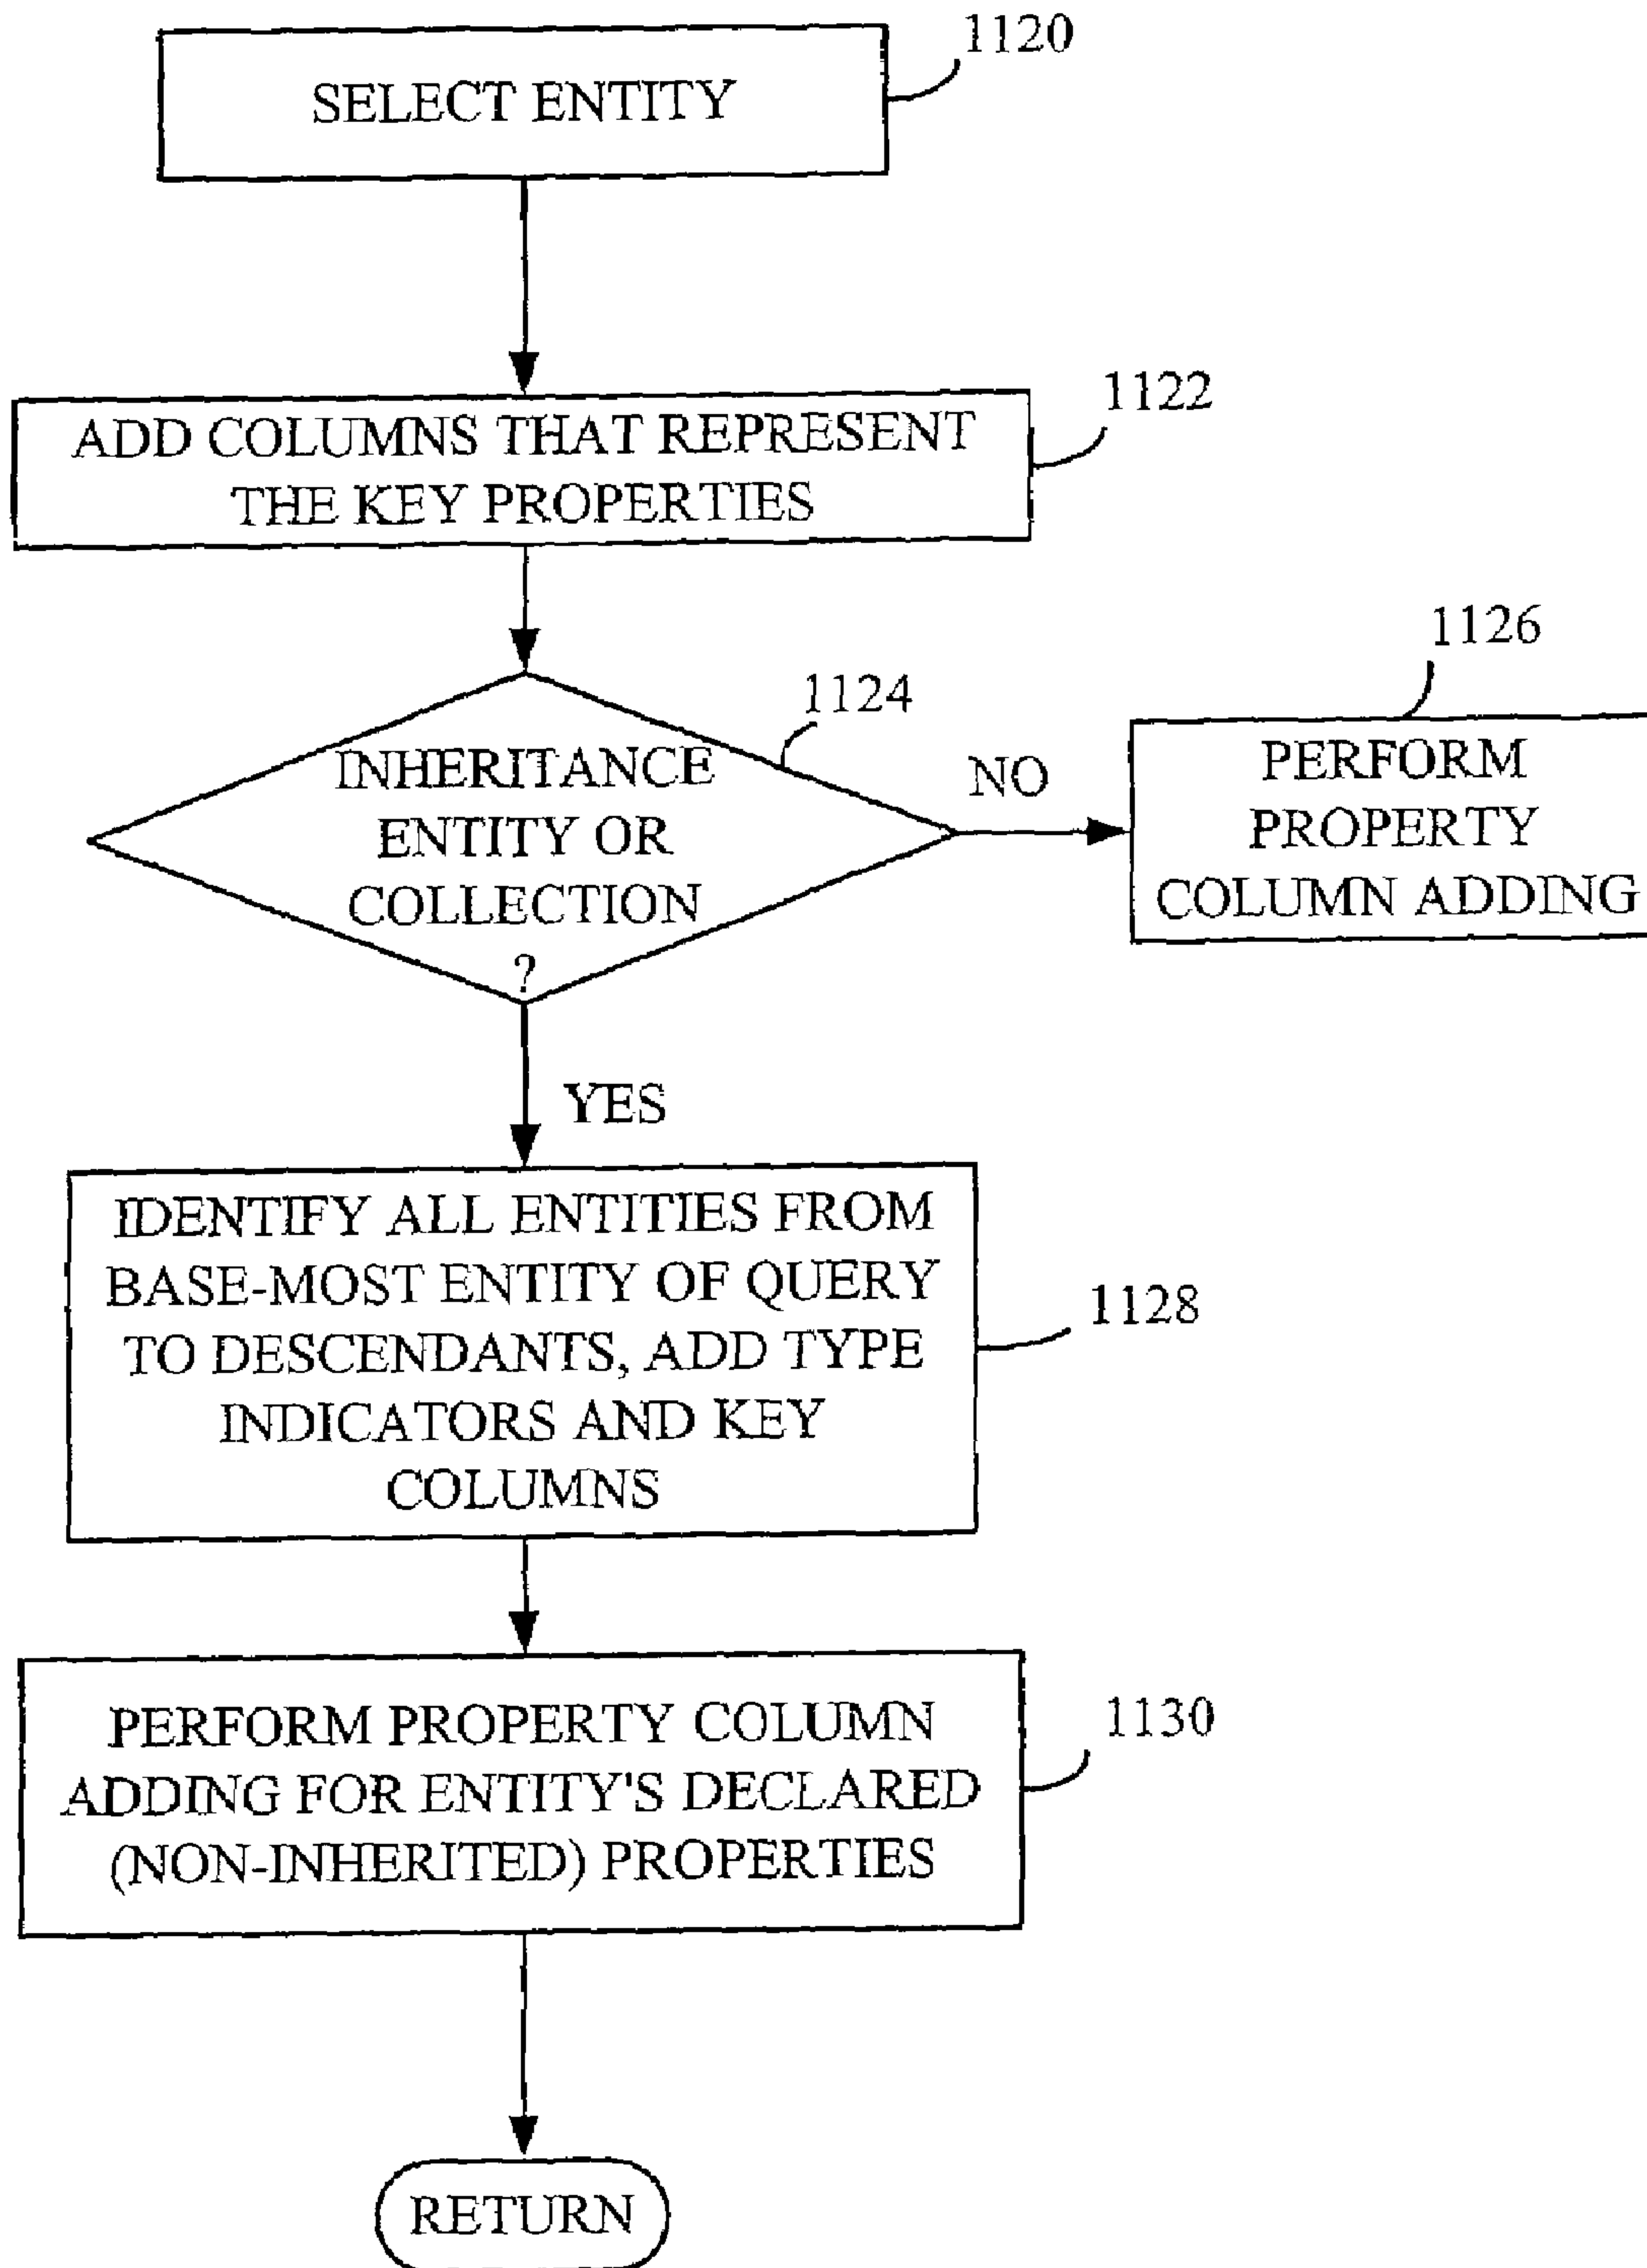 1120
SELECT ENTITY
1122
ADD COLUMNS THAT REPRESENT
THE KEY PROPERTIES
1124
INHERITANCE
ENTITY OR
COLLECTION
?
NO
1126
PERFORM
PROPERTY
COLUMN ADDING
YES
IDENTIFY ALL ENTITIES FROM
BASE-MOST ENTITY OF QUERY
TO DESCENDANTS, ADD TYPE
INDICATORS AND KEY
COLUMNS
1128
PERFORM PROPERTY COLUMN
ADDING FOR ENTITY'S DECLARED
(NON-INHERITED) PROPERTIES
1130
RETURN